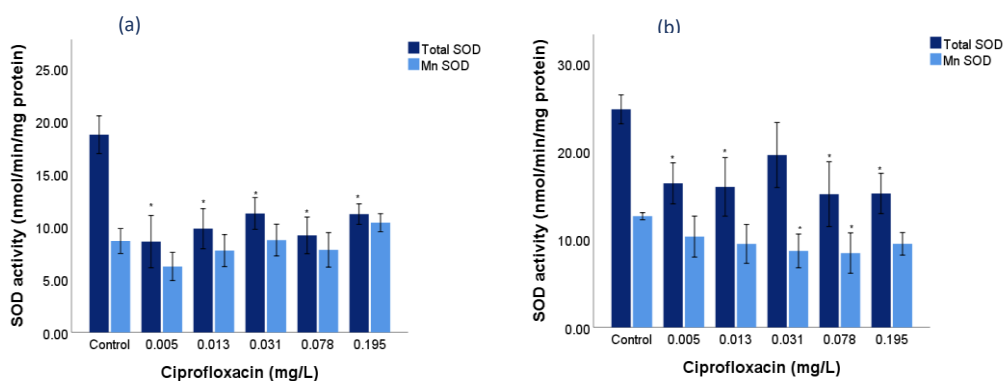 (a)
Total SOD
Mn SOD
SOD activity (nmol/min/mg protein)
25.00
20.00
15.00
10.00
5.00
0.00
* * * * *
Control 0.005 0.013 0.031 0.078 0.195
Ciprofloxacin (mg/L)
(b)
Total SOD
Mn SOD
SOD activity (nmol/min/mg protein)
30.00
20.00
10.00
0.00
* * * * * *
Control 0.005 0.013 0.031 0.078 0.195
Ciprofloxacin (mg/L)